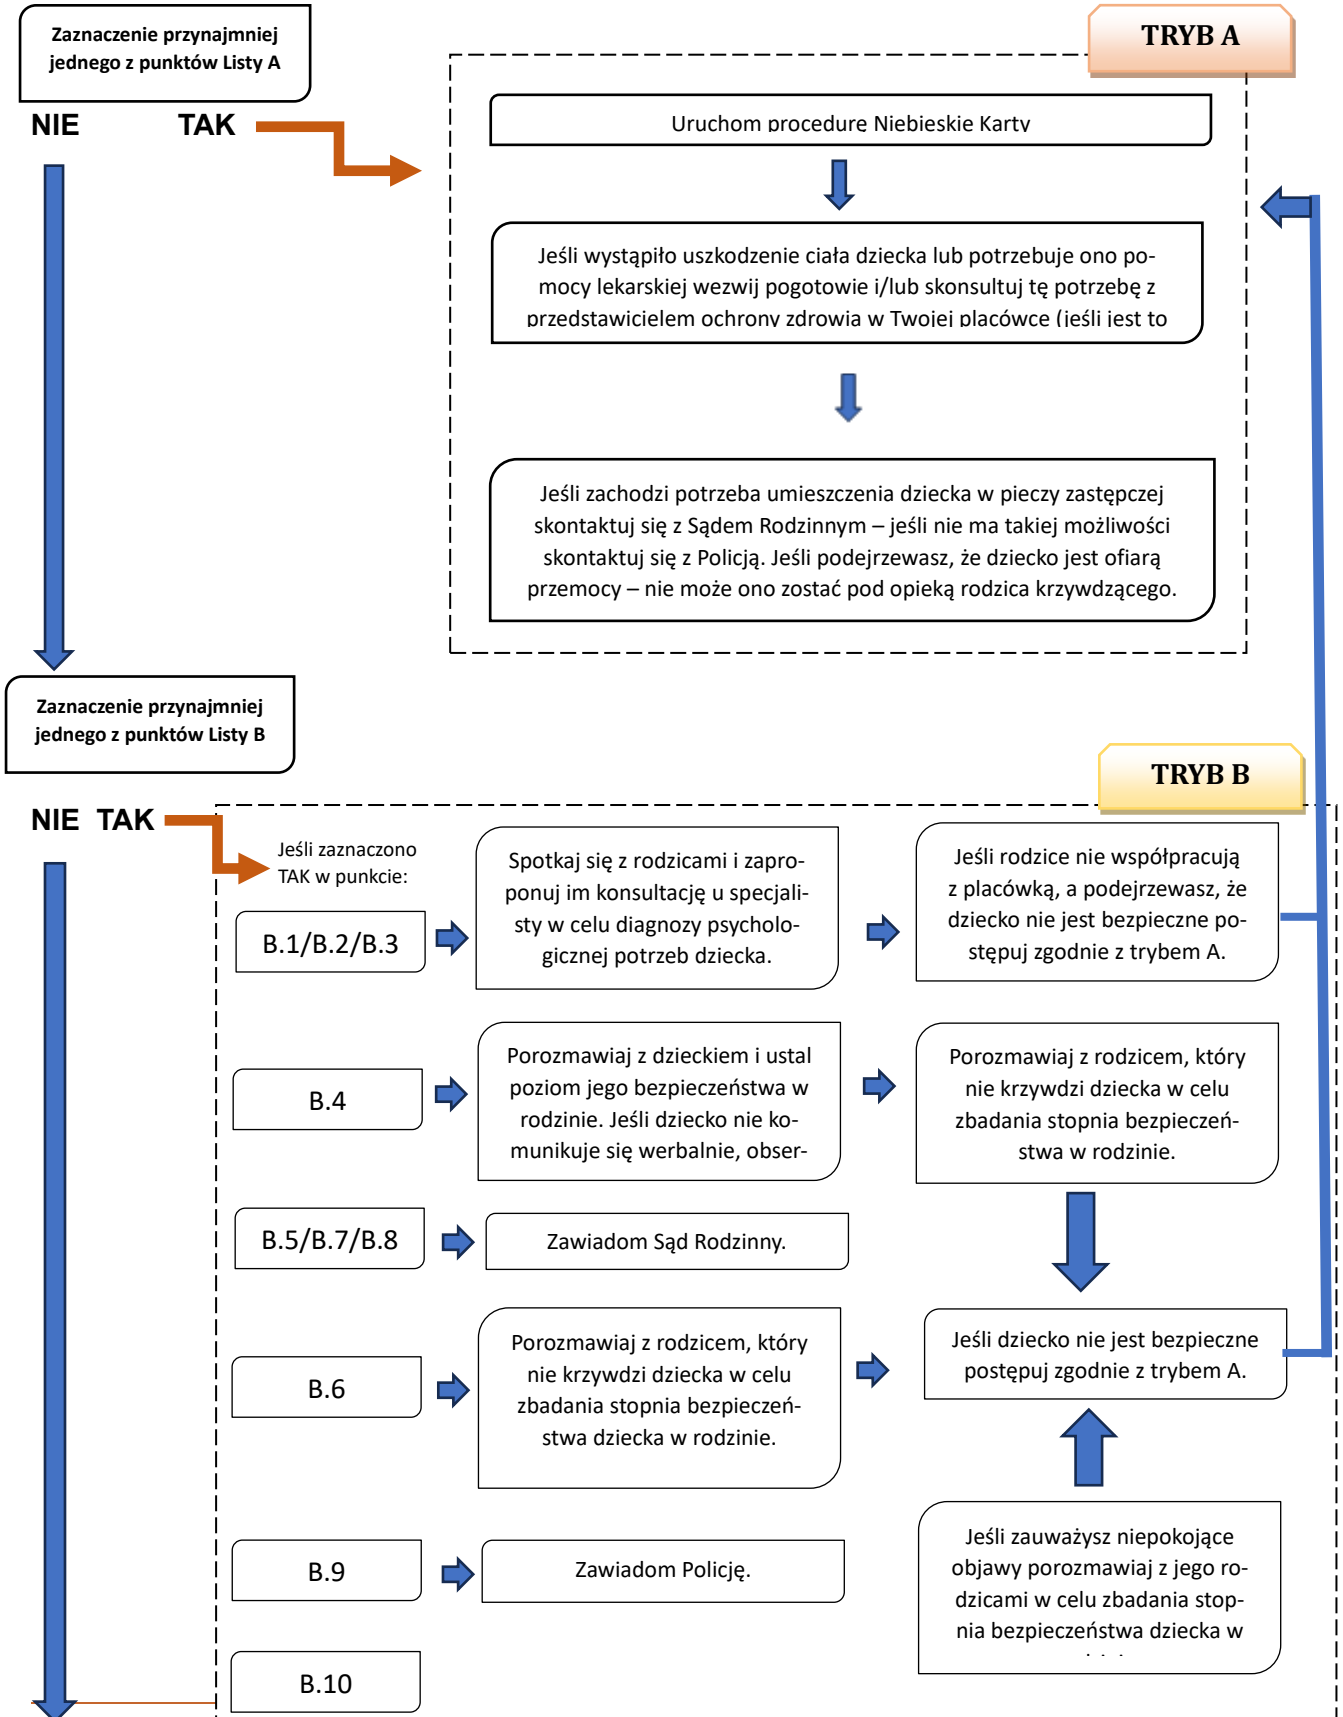 Zaznaczenie przynajmniej
jednego z punktów Listy A
NIE TAK
TRYB A
Uruchom procedurę Niebieskie Karty
Jeśli wystąpiło uszkodzenie ciała dziecka lub potrzebuje ono po-
mocy lekarskiej wezwij pogotowie i/lub skonsultuj tę potrzebę z
przedstawicielem ochrony zdrowia w Twojej placówce (jeśli jest to
Jeśli zachodzi potrzeba umieszczenia dziecka w pieczy zastępczej
skontaktuj się z Sądem Rodzinnym – jeśli nie ma takiej możliwości
skontaktuj się z Policją. Jeśli podejrzewasz, że dziecko jest ofiarą
przemocy – nie może ono zostać pod opieką rodzica krzywdzącego.
Zaznaczenie przynajmniej
jednego z punktów Listy B
NIE TAK
TRYB B
Jeśli zaznaczono
TAK w punkcie:
B.1/B.2/B.3
Spotkaj się z rodzicami i zapro-
ponuj im konsultację u specjali-
sty w celu diagnozy psycholo-
gicznej potrzeb dziecka.
Jeśli rodzice nie współpracują
z placówką, a podejrzewasz, że
dziecko nie jest bezpieczne po-
stępuj zgodnie z trybem A.
B.4
Porozmawiaj z dzieckiem i ustal
poziom jego bezpieczeństwa w
rodzinie. Jeśli dziecko nie ko-
munikuje się werbalnie, obser-
Porozmawiaj z rodzicem, który
nie krzywdzi dziecka w celu
zbadania stopnia bezpieczeń-
stwa w rodzinie.
B.5/B.7/B.8
Zawiadom Sąd Rodzinny.
B.6
Porozmawiaj z rodzicem, który
nie krzywdzi dziecka w celu
zbadania stopnia bezpieczeń-
stwa dziecka w rodzinie.
Jeśli dziecko nie jest bezpieczne
postępuj zgodnie z trybem A.
B.9
Zawiadom Policję.
Jeśli zauważysz niepokojące
objawy porozmawiaj z jego ro-
dzicami w celu zbadania stop-
nia bezpieczeństwa dziecka w
B.10